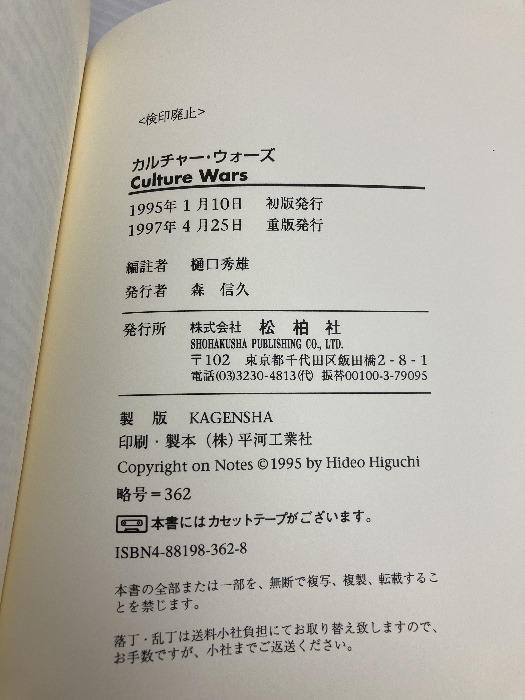 <検印廃止>
カルチャー・ウォーズ
Culture Wars
1995年 1 月10日 初版発行
1997年 4 月25日 重版発行
編註者 樋口秀雄
発行者 森 信久
発行所 株式会社 松 柏 社
SHOHAKUSHA PUBLISHING CO., LTD.
〒102 東京都千代田区飯田橋2-8-1
電話(03)3230-4813(代) 振替00100-3-79095
製 版 KAGENSHA
印刷・製本(株)平河工業社
Copyright on Notes ©1995 by Hideo Higuchi
略号=362
本書にはカセットテープがございます。
ISBN4-88198-362-8
本書の全部または一部を、無断で複写、複製、転載するこ
とを禁じます。
落丁・乱丁は送料小社負担にてお取り替え致しますので、
お手数ですが、小社までご返送ください。